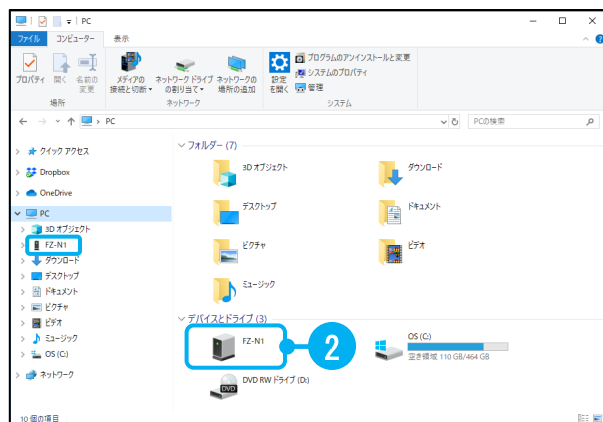 PC
ファイル コンピューター 表示
プロパティ 開く 名前の変更
場所
メディアの接続と切断 ネットワーク ドライブの割り当て ネットワークの場所の追加
ネットワーク
設定を開く
プログラムのアンインストールと変更
システムのプロパティ
管理
システム
PC
PCの検索
クイック アクセス
Dropbox
OneDrive
PC
3D オブジェクト
FZ-N1
ダウンロード
デスクトップ
ドキュメント
ピクチャ
ビデオ
ミュージック
OS (C:)
ネットワーク
フォルダー (7)
3D オブジェクト
ダウンロード
デスクトップ
ドキュメント
ピクチャ
ビデオ
ミュージック
デバイスとドライブ (3)
FZ-N1
2
OS (C:)
空き領域 110 GB/464 GB
DVD RW ドライブ (D:)
DVD
10 個の項目